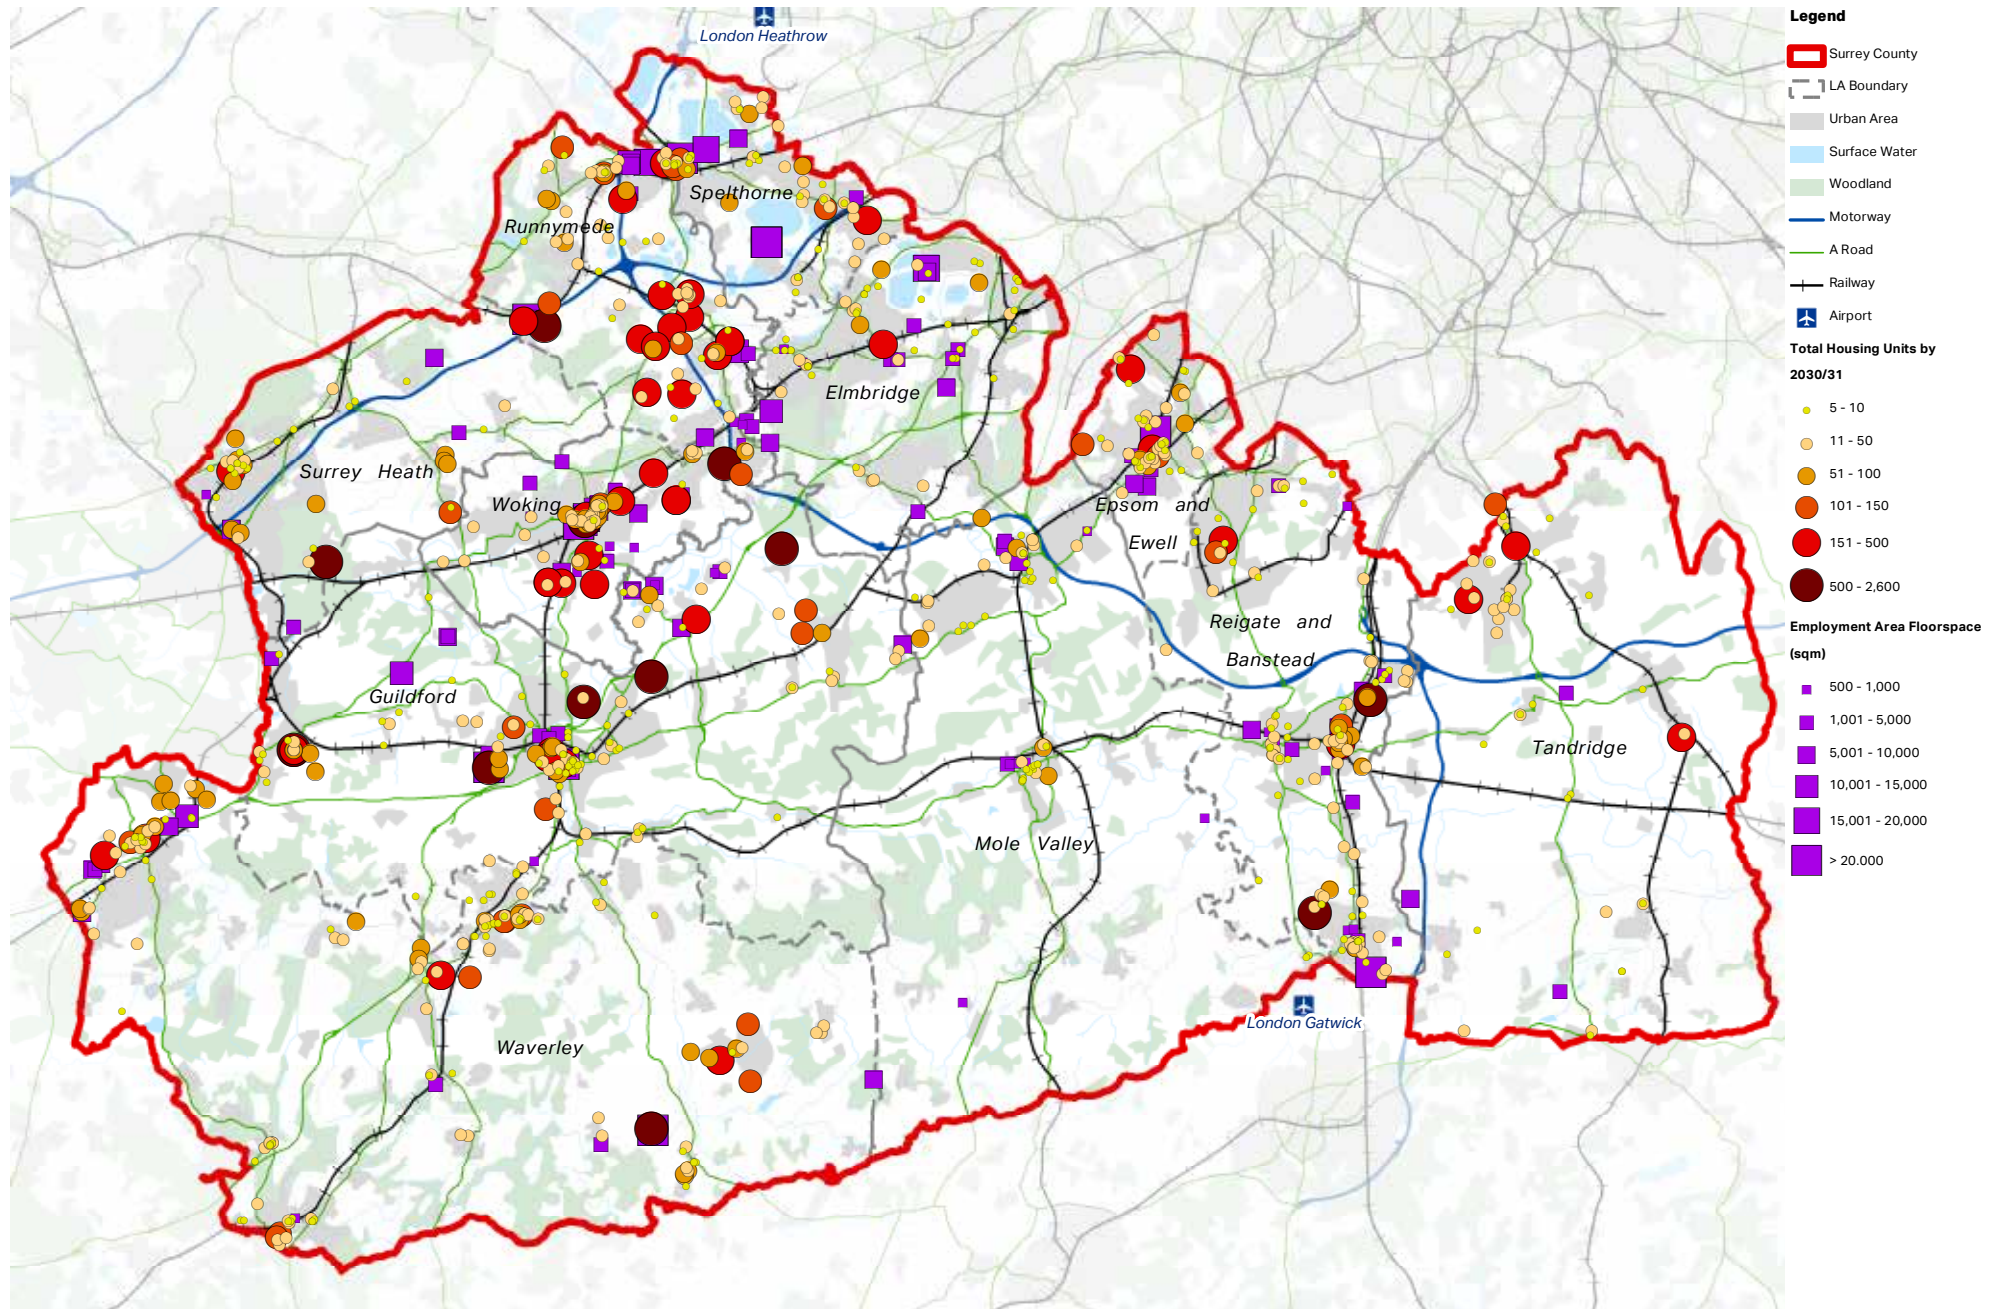 London Heathrow
Spelthorne
Runnymede
Elmbridge
Surrey Heath
Woking
Epsom and
Ewell
Reigate and
Banstead
Guildford
Tandridge
Mole Valley
London Gatwick
Waverley
Legend
Surrey County
LA Boundary
Urban Area
Surface Water
Woodland
Motorway
A Road
Railway
Airport
Total Housing Units by
2030/31
5 - 10
11 - 50
51 - 100
101 - 150
151 - 500
500 - 2,600
Employment Area Floorspace
(sqm)
500 - 1,000
1,001 - 5,000
5,001 - 10,000
10,001 - 15,000
15,001 - 20,000
> 20.000